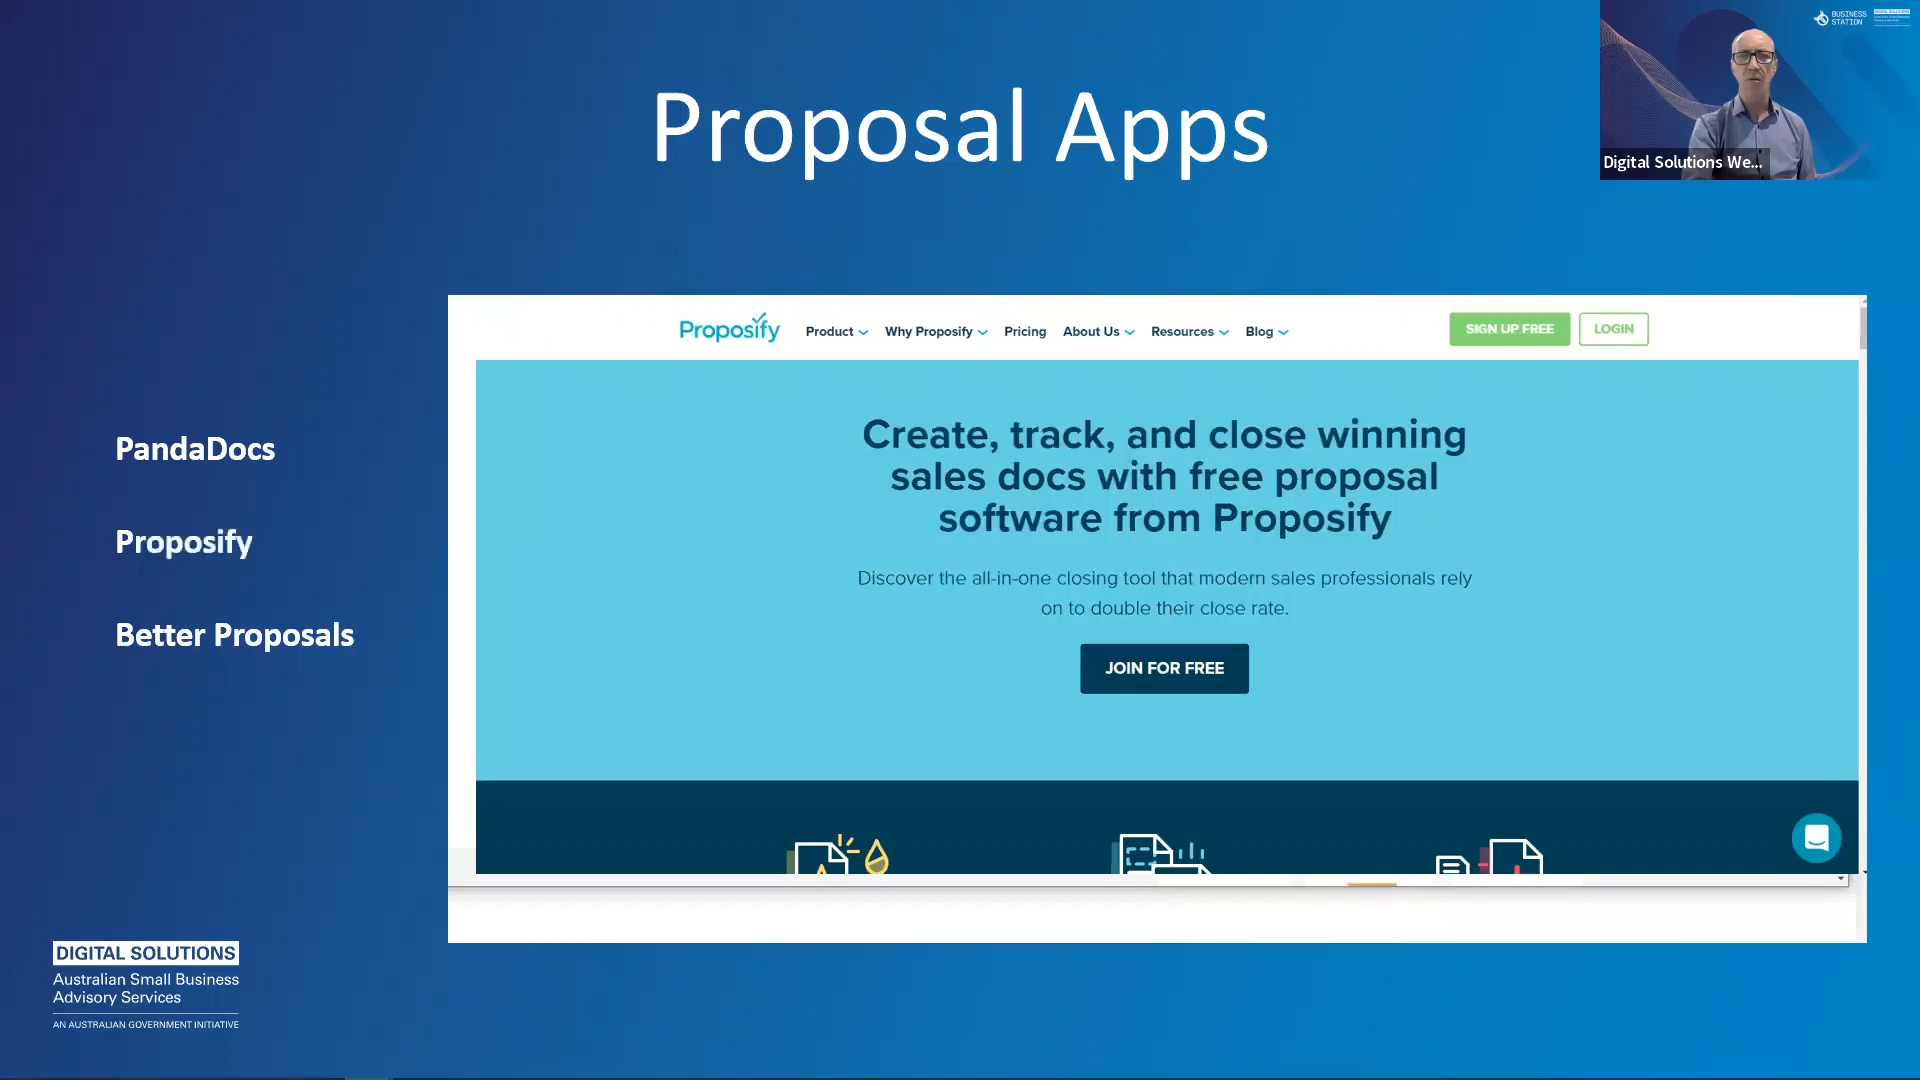 Proposal Apps
BUSINESS
STATION
Digital Solutions We...
Proposify
Product
Why Proposify
Pricing
About Us
Resources
Blog
SIGN UP FREE
LOGIN
Create, track, and close winning
sales docs with free proposal
software from Proposify
Discover the all-in-one closing tool that modern sales professionals rely
on to double their close rate.
JOIN FOR FREE
PandaDocs
Proposify
Better Proposals
DIGITAL SOLUTIONS
Australian Small Business
Advisory Services
AN AUSTRALIAN GOVERNMENT INITIATIVE